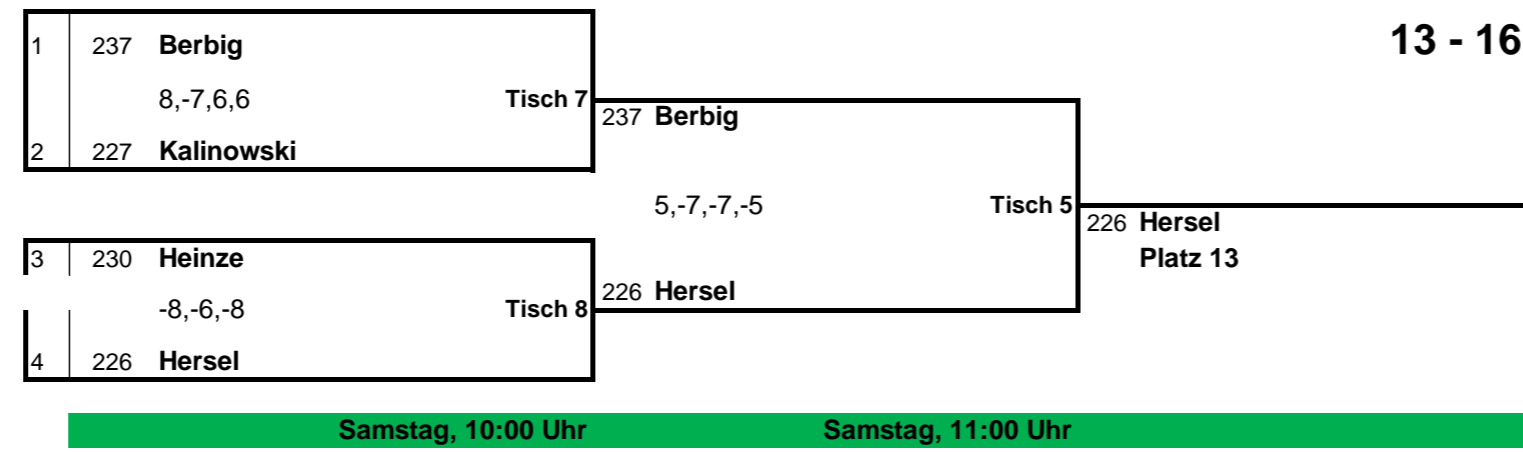 13 - 16
1 237 Berbig
8,-7,6,6 Tisch 7
237 Berbig
2 227 Kalinowski
5,-7,-7,-5 Tisch 5
226 Hersel
3 230 Heinze
Platz 13
226 Hersel
-8,-6,-8 Tisch 8
4 226 Hersel
Samstag, 10:00 Uhr Samstag, 11:00 Uhr